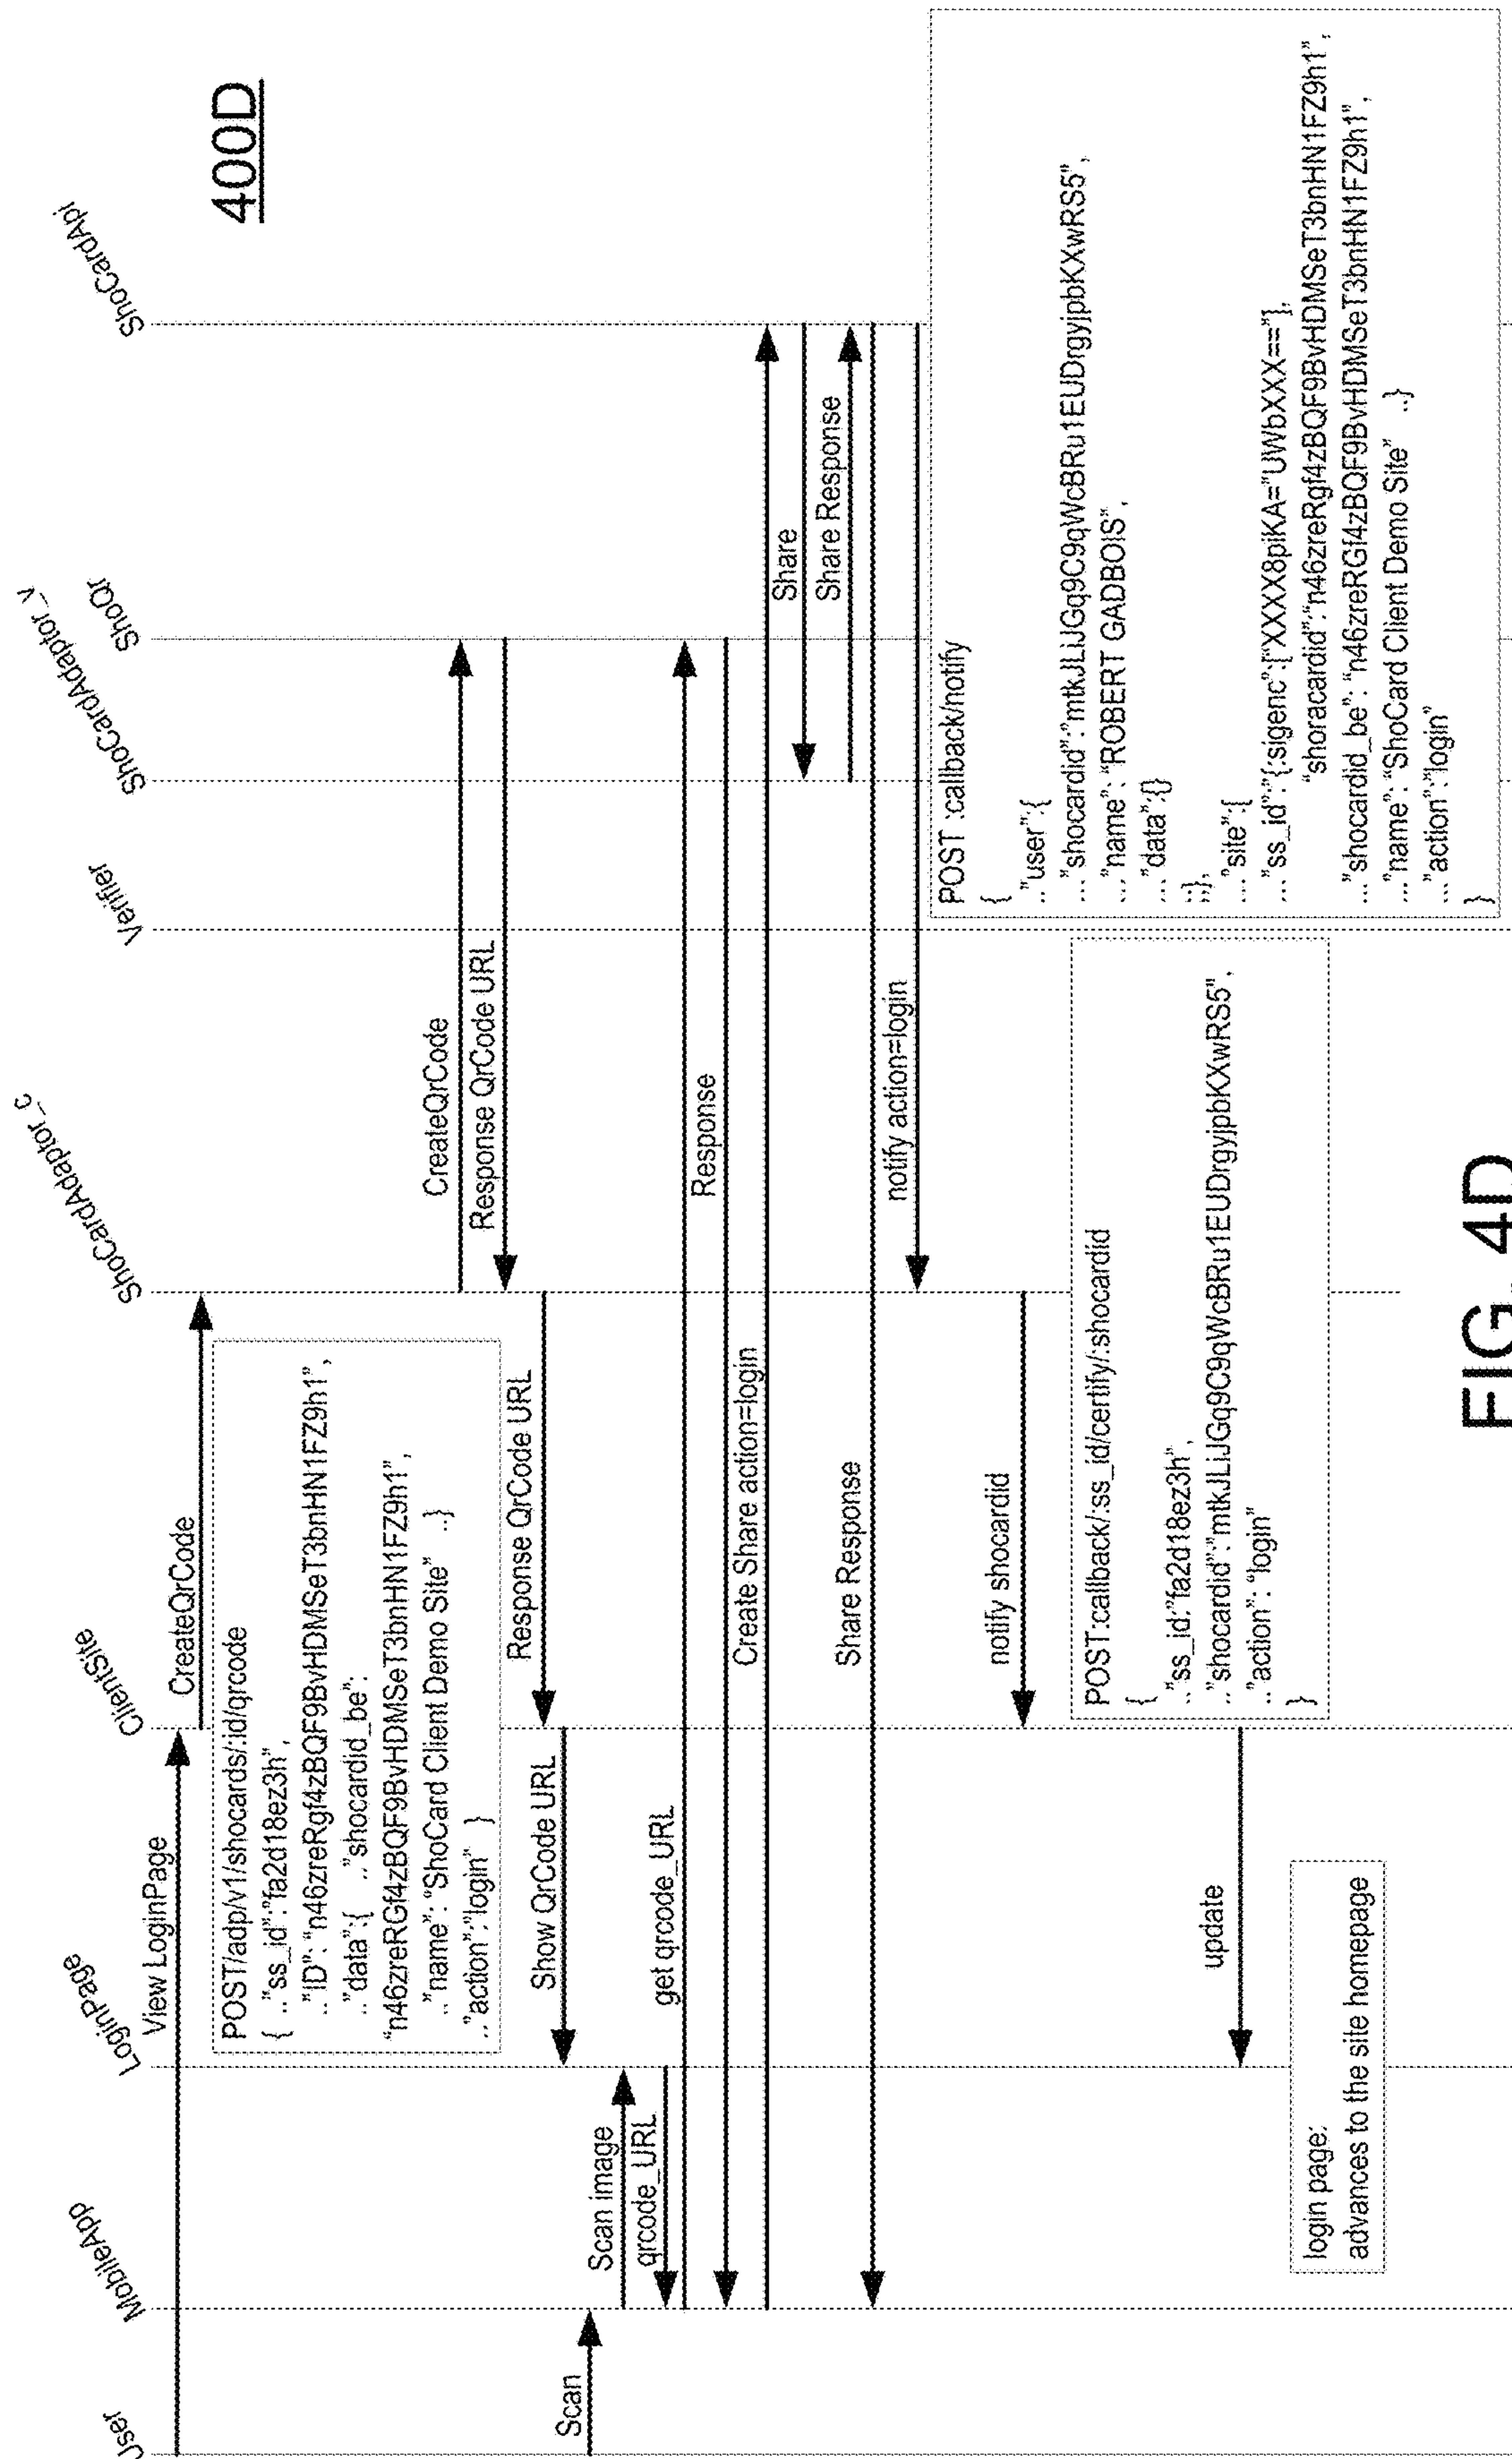 400D
User
MobileApp
LoginPage
ClientSite
ShoCardAdaptor_c
Verifier
ShoCardAdaptor_v
ShoQr
ShoCardApi
View LoginPage
CreateQrCode
POST/adp/v1/shocards/:id/qrcode
{ .."ss_id":"fa2d18ez3h",
.."ID": "n46zreRgf4zBQF9BvHDMSeT3bnHN1FZ9h1",
.."data":{ .."shocardid_be":
"n46zreRGf4zBQF9BvHDMSeT3bnHN1FZ9h1",
.."name": "ShoCard Client Demo Site" ..}
.."action":"login" }
CreateQrCode
Response QrCode URL
Response QrCode URL
Show QrCode URL
Scan
Scan image
qrcode_URL
get qrcode_URL
Response
Create Share action=login
Share
Share Response
Share Response
notify action=login
POST :callback/notify
{
.."user":{
..."shocardid":"mtkJLiJGq9C9qWcBRu1EUDrgyjpbKXwRS5",
..."name": "ROBERT GADBOIS",
..."data":{}
;;},
..."site":{
..."ss_id":"{:sigenc":["XXXX8piKA="UWbXXX=="],
"shoracardid":"n46zreRgf4zBQF9BvHDMSeT3bnHN1FZ9h1",
..."shocardid_be": "n46zreRGf4zBQF9BvHDMSeT3bnHN1FZ9h1",
..."name": "ShoCard Client Demo Site" ..}
..."action":"login"
}
notify shocardid
POST:callback/:ss_id/certify/:shocardid
{
.."ss_id:"fa2d18ez3h",
.."shocardid":"mtkJLiJGq9C9qWcBRu1EUDrgyjpbKXwRS5",
.."action": "login"
}
update
login page:
advances to the site homepage
FIG. 4D